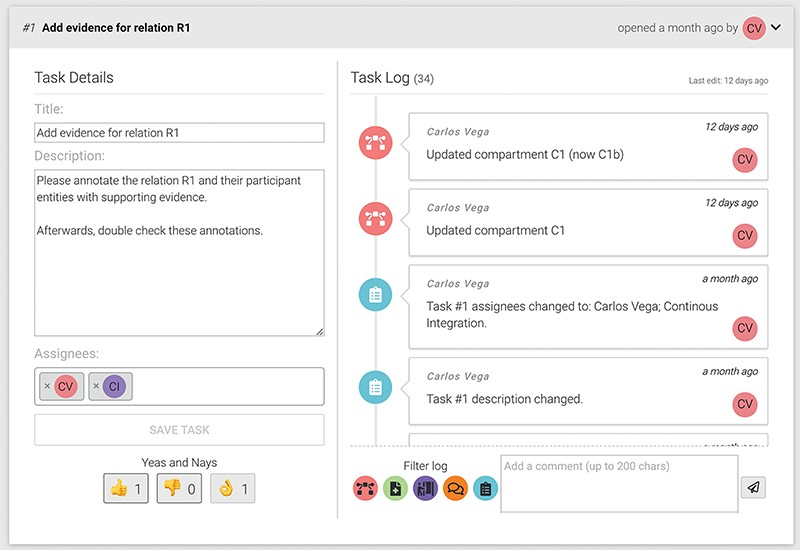 #1 Add evidence for relation R1
opened a month ago by CV
Task Details
Title:
Add evidence for relation R1
Description:
Please annotate the relation R1 and their participant
entities with supporting evidence.
Afterwards, double check these annotations.
Assignees:
× CV × CI
SAVE TASK
Yeas and Nays
1 0 1
Task Log (34)
Last edit: 12 days ago
Carlos Vega
12 days ago
Updated compartment C1 (now C1b)
CV
Carlos Vega
12 days ago
Updated compartment C1
CV
a month ago
Carlos Vega
Task #1 assignees changed to: Carlos Vega; Continous
Integration.
CV
a month ago
Carlos Vega
Task #1 description changed.
CV
Filter log
Add a comment (up to 200 chars)